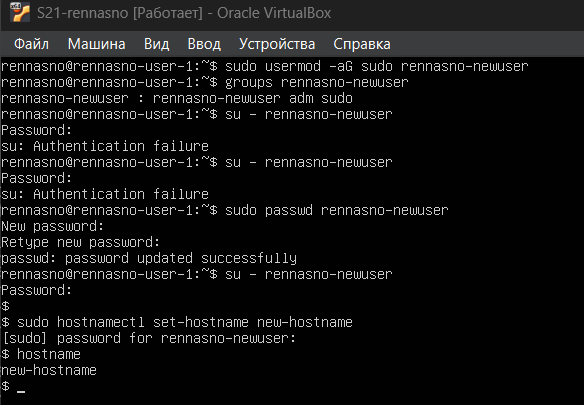 S21-rennasno [Работает] - Oracle VirtualBox
Файл Машина Вид Ввод Устройства Справка
rennasno@rennasno-user-1:~$ sudo usermod -aG sudo rennasno-newuser
rennasno@rennasno-user-1:~$ groups rennasno-newuser
rennasno-newuser : rennasno-newuser adm sudo
rennasno@rennasno-user-1:~$ su - rennasno-newuser
Password:
su: Authentication failure
rennasno@rennasno-user-1:~$ su - rennasno-newuser
Password:
su: Authentication failure
rennasno@rennasno-user-1:~$ sudo passwd rennasno-newuser
New password:
Retype new password:
passwd: password updated successfully
rennasno@rennasno-user-1:~$ su - rennasno-newuser
Password:
$
$ sudo hostnamectl set-hostname new-hostname
[sudo] password for rennasno-newuser:
$ hostname
new-hostname
$ _